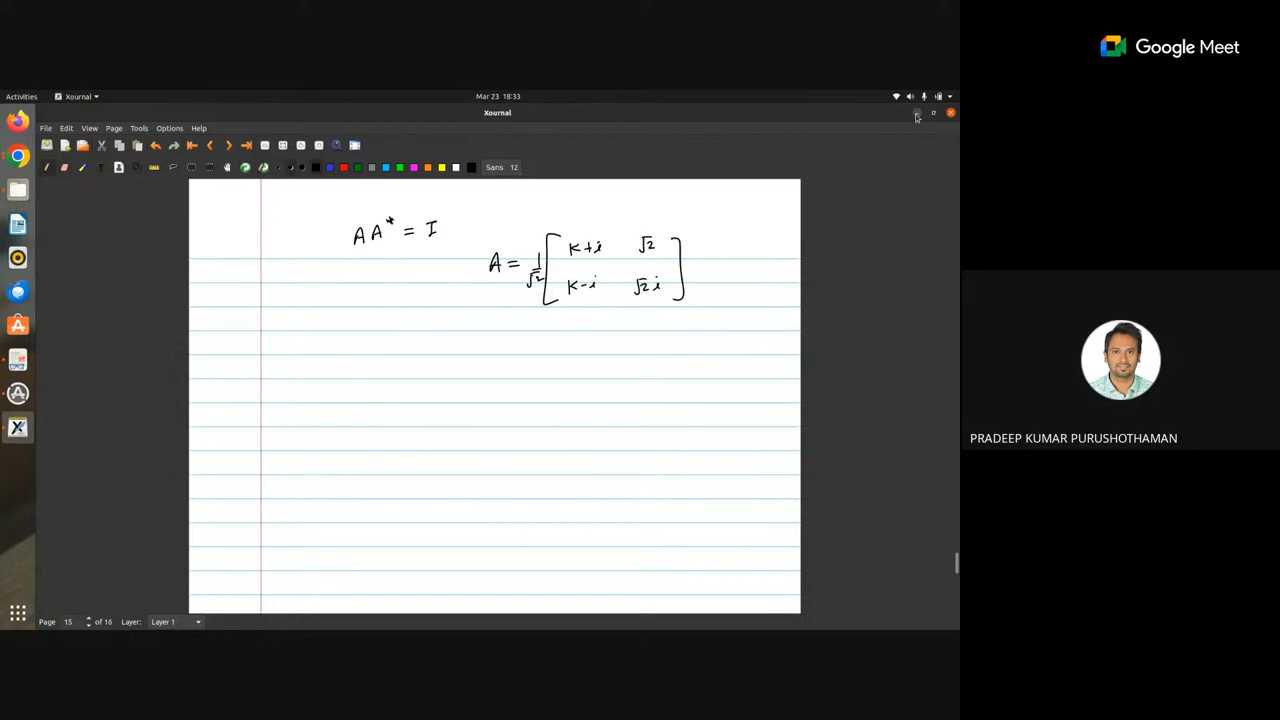 Google Meet
Activities Xournal Mar 23 18:33
Xournal
File Edit View Page Tools Options Help
Sans 12
AA* = I
A = 1/√2 [ K+i √2
K-i √2 i ]
PRADEEP KUMAR PURUSHOTHAMAN
Page 15 of 16 Layer: Layer 1